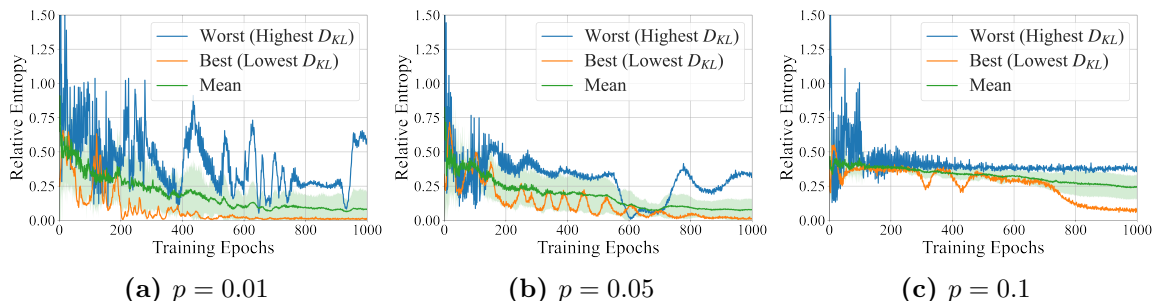 Relative Entropy
1.50
1.25
1.00
0.75
0.50
0.25
0.00
Worst (Highest D_KL)
Best (Lowest D_KL)
Mean
0 200 400 600 800 1000
Training Epochs
(a) p = 0.01
Relative Entropy
1.50
1.25
1.00
0.75
0.50
0.25
0.00
Worst (Highest D_KL)
Best (Lowest D_KL)
Mean
0 200 400 600 800 1000
Training Epochs
(b) p = 0.05
Relative Entropy
1.50
1.25
1.00
0.75
0.50
0.25
0.00
Worst (Highest D_KL)
Best (Lowest D_KL)
Mean
0 200 400 600 800 1000
Training Epochs
(c) p = 0.1